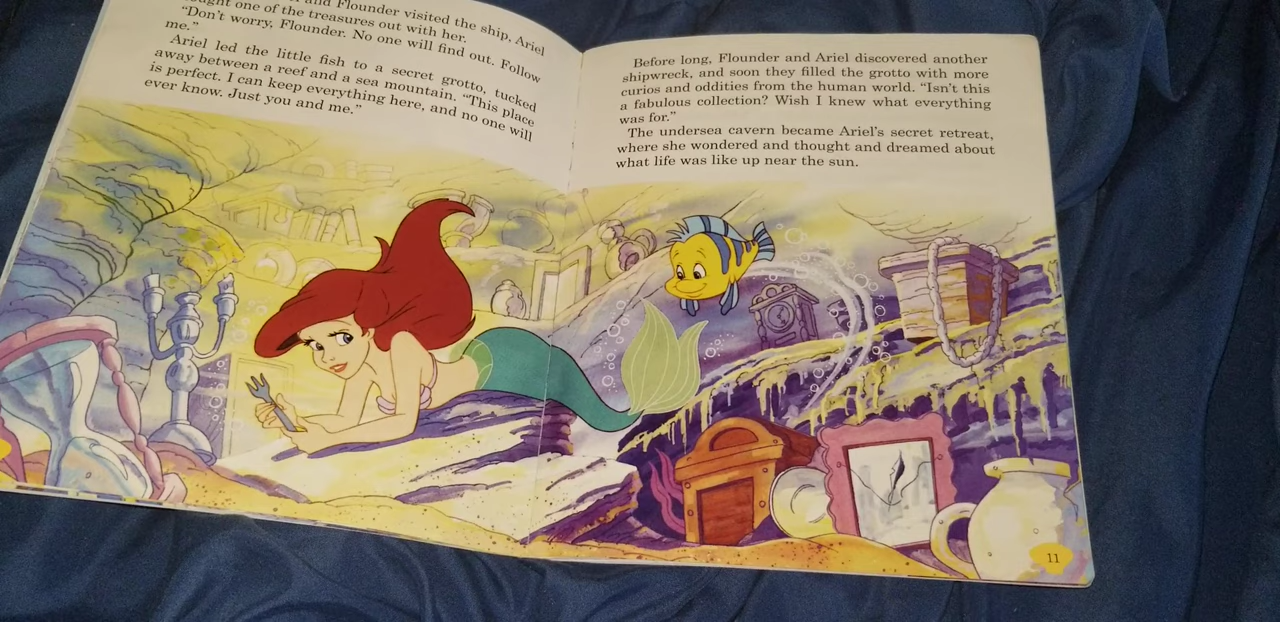 and Flounder visited the ship, Ariel
one of the treasures out with her.
"Don't worry, Flounder. No one will find out. Follow
me."
Ariel led the little fish to a secret grotto, tucked
away between a reef and a sea mountain. "This place
is perfect. I can keep everything here, and no one will
ever know. Just you and me."
Before long, Flounder and Ariel discovered another
shipwreck, and soon they filled the grotto with more
curios and oddities from the human world. "Isn't this
a fabulous collection? Wish I knew what everything
was for."
The undersea cavern became Ariel's secret retreat,
where she wondered and thought and dreamed about
what life was like up near the sun.
11